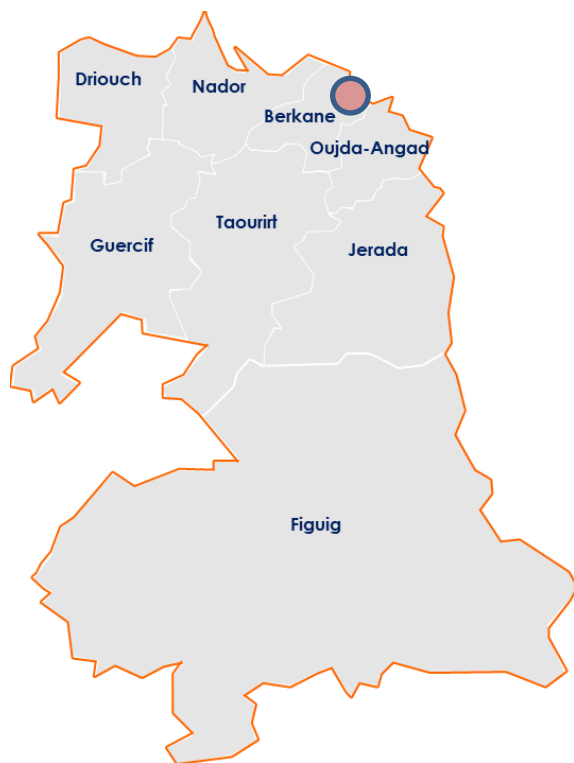 Driouch
Nador
Berkane
Oujda-Angad
Taourirt
Guercif
Jerada
Figuig